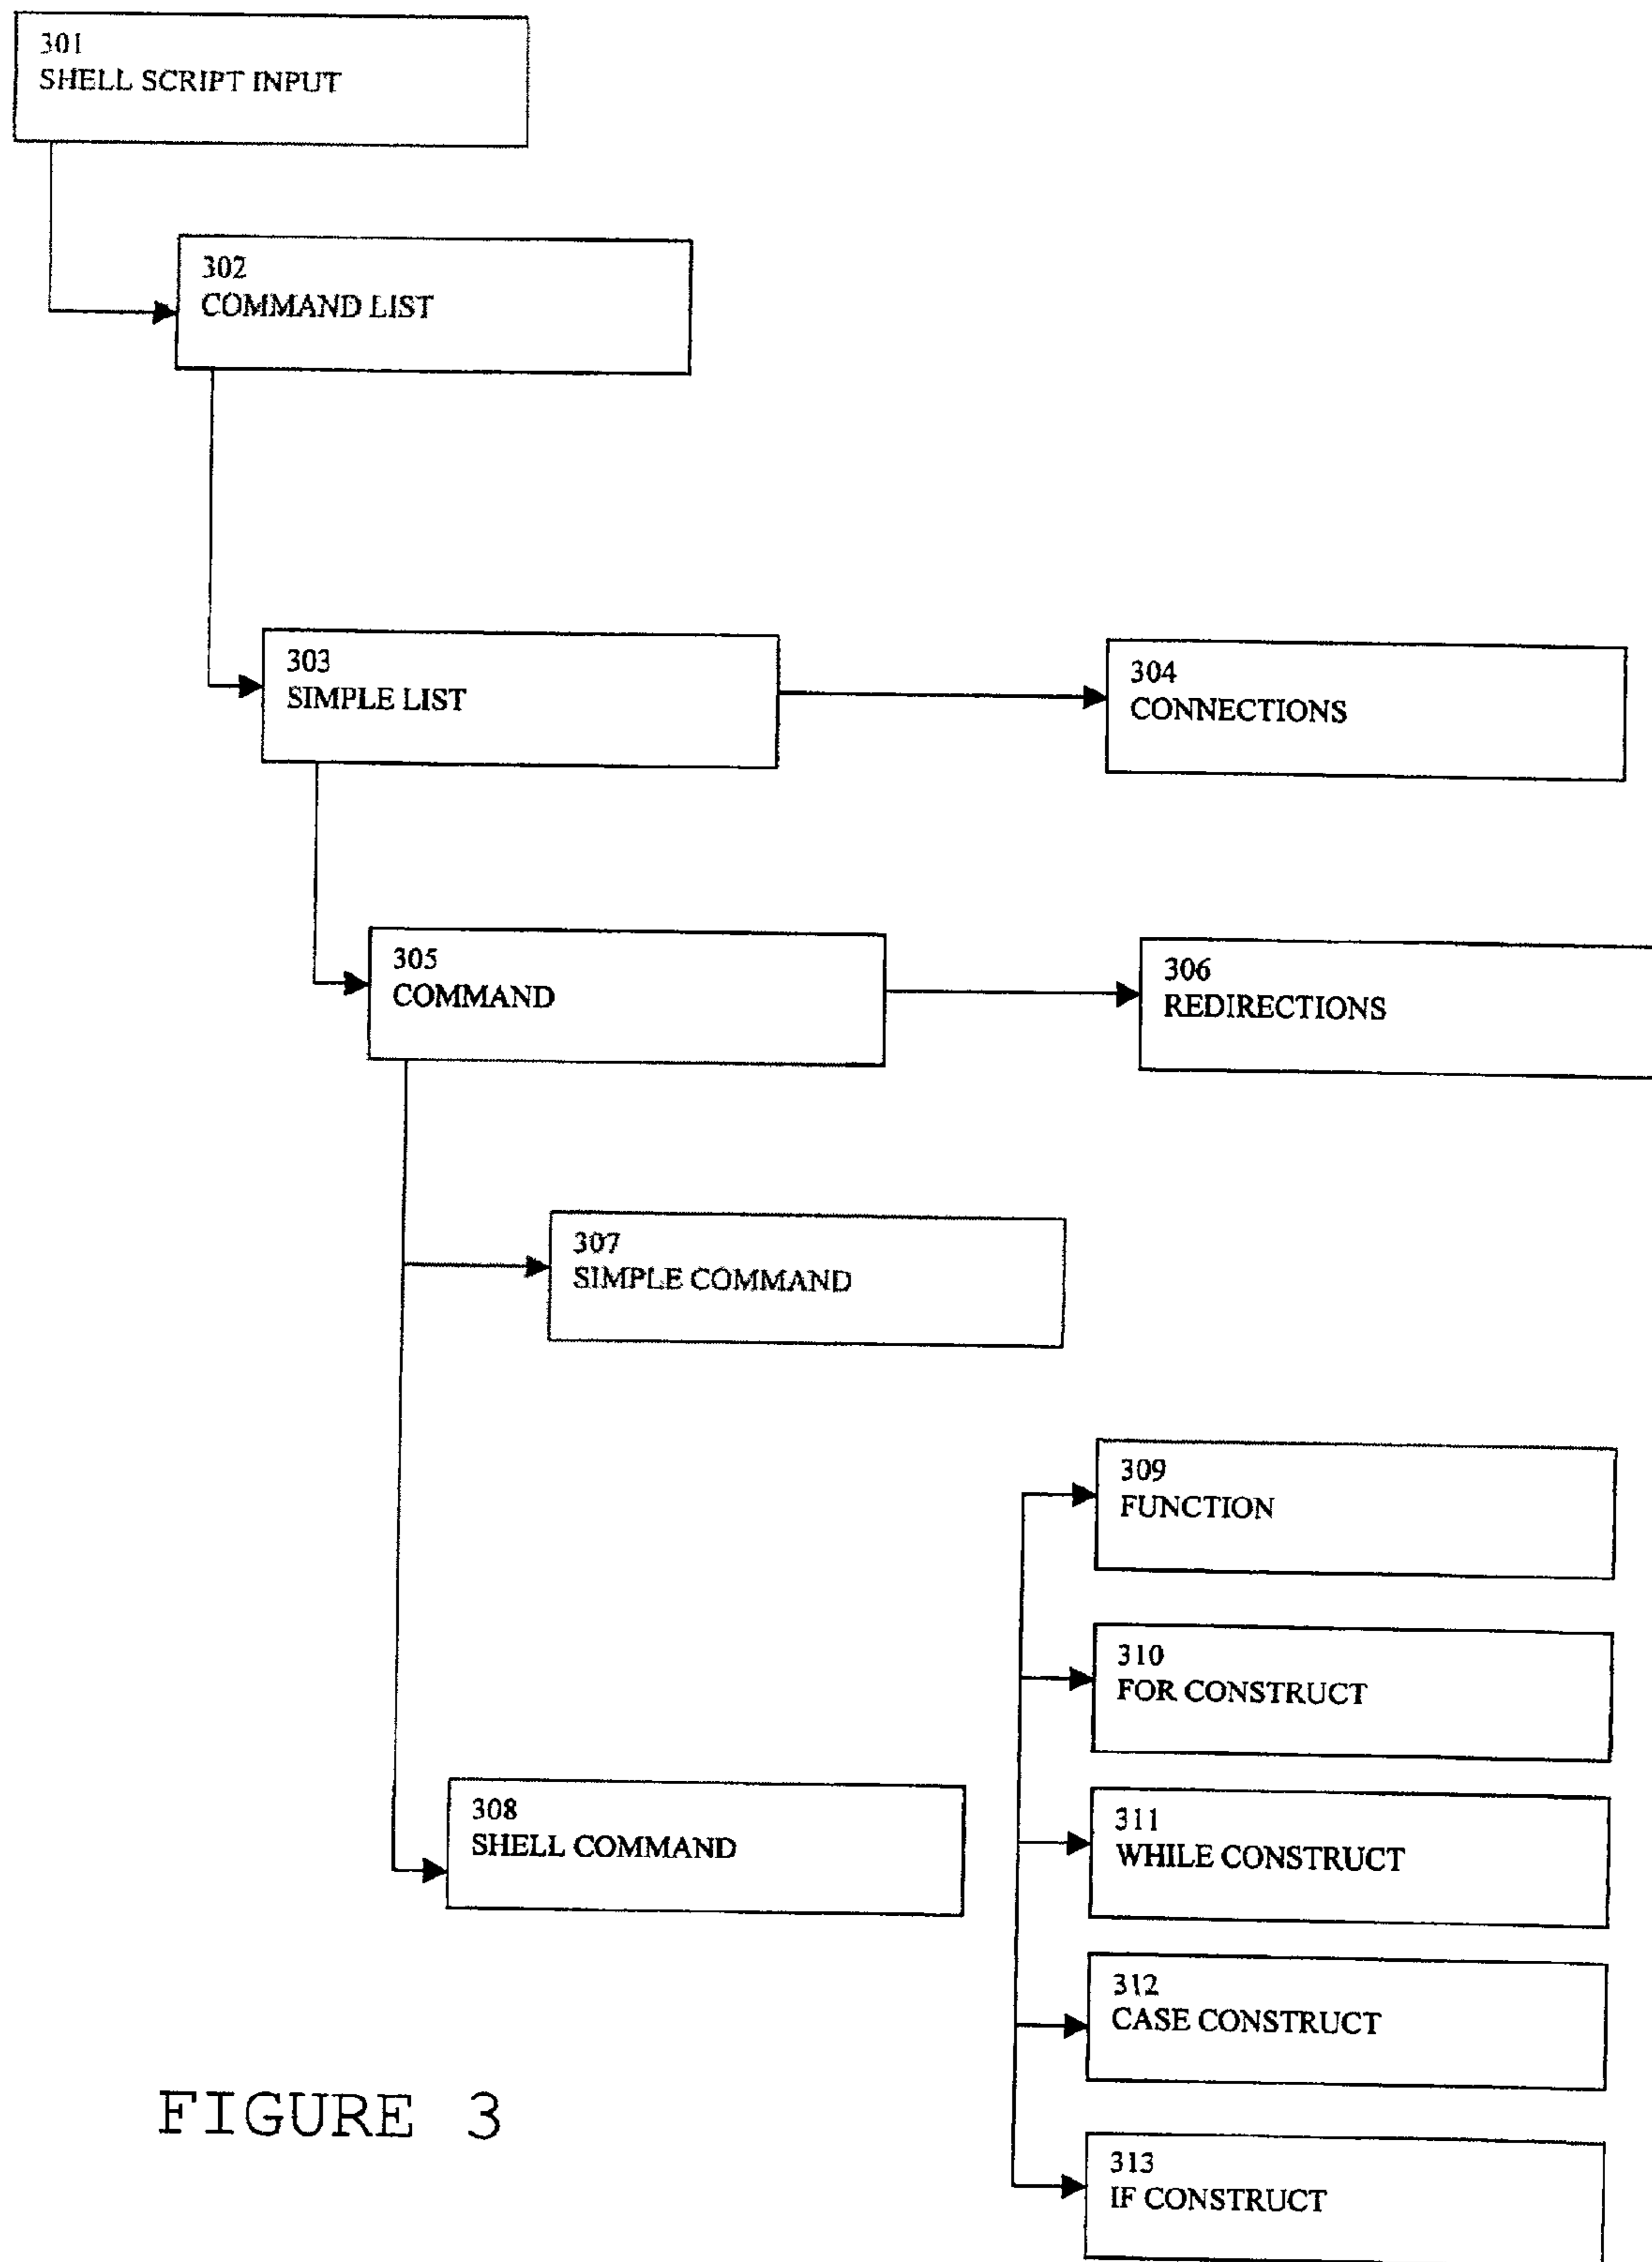 301
SHELL SCRIPT INPUT
302
COMMAND LIST
303
SIMPLE LIST
304
CONNECTIONS
305
COMMAND
306
REDIRECTIONS
307
SIMPLE COMMAND
309
FUNCTION
310
FOR CONSTRUCT
308
SHELL COMMAND
311
WHILE CONSTRUCT
312
CASE CONSTRUCT
313
IF CONSTRUCT
FIGURE 3